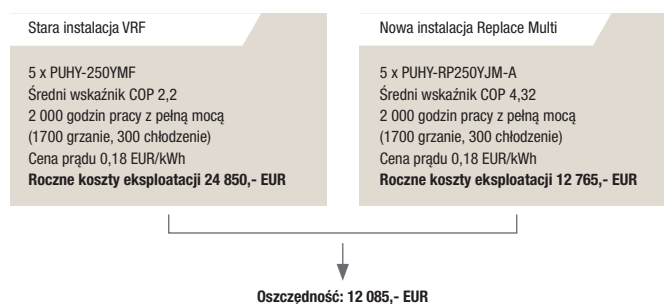 Stara instalacja VRF
5 x PUHY-250YMF
Średni wskaźnik COP 2,2
2 000 godzin pracy z pełną mocą
(1700 grzanie, 300 chłodzenie)
Cena prądu 0,18 EUR/kWh
Roczne koszty eksploatacji 24 850,- EUR
Nowa instalacja Replace Multi
5 x PUHY-RP250YJM-A
Średni wskaźnik COP 4,32
2 000 godzin pracy z pełną mocą
(1700 grzanie, 300 chłodzenie)
Cena prądu 0,18 EUR/kWh
Roczne koszty eksploatacji 12 765,- EUR
Oszczędność: 12 085,- EUR